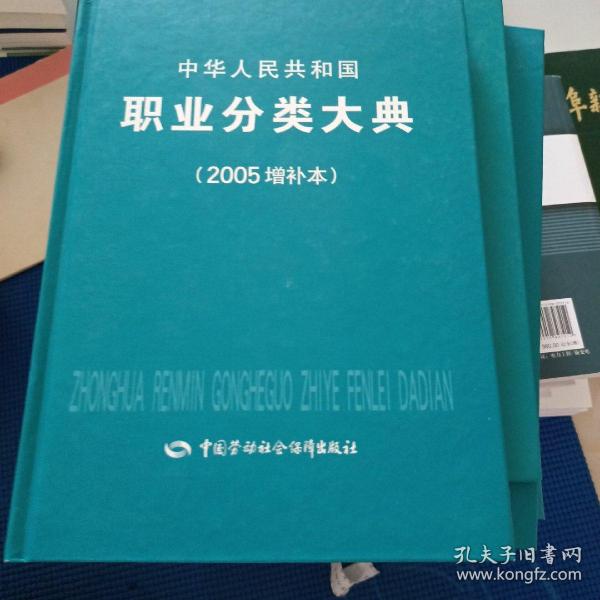 中华人民共和国
职业分类大典
（2005增补本）
ZHONGHUA RENMIN GONGHEGUO ZHIYE FENLEI DADIAN
中国劳动社会保障出版社
阜新
孔夫子旧书网
www.kongfz.com